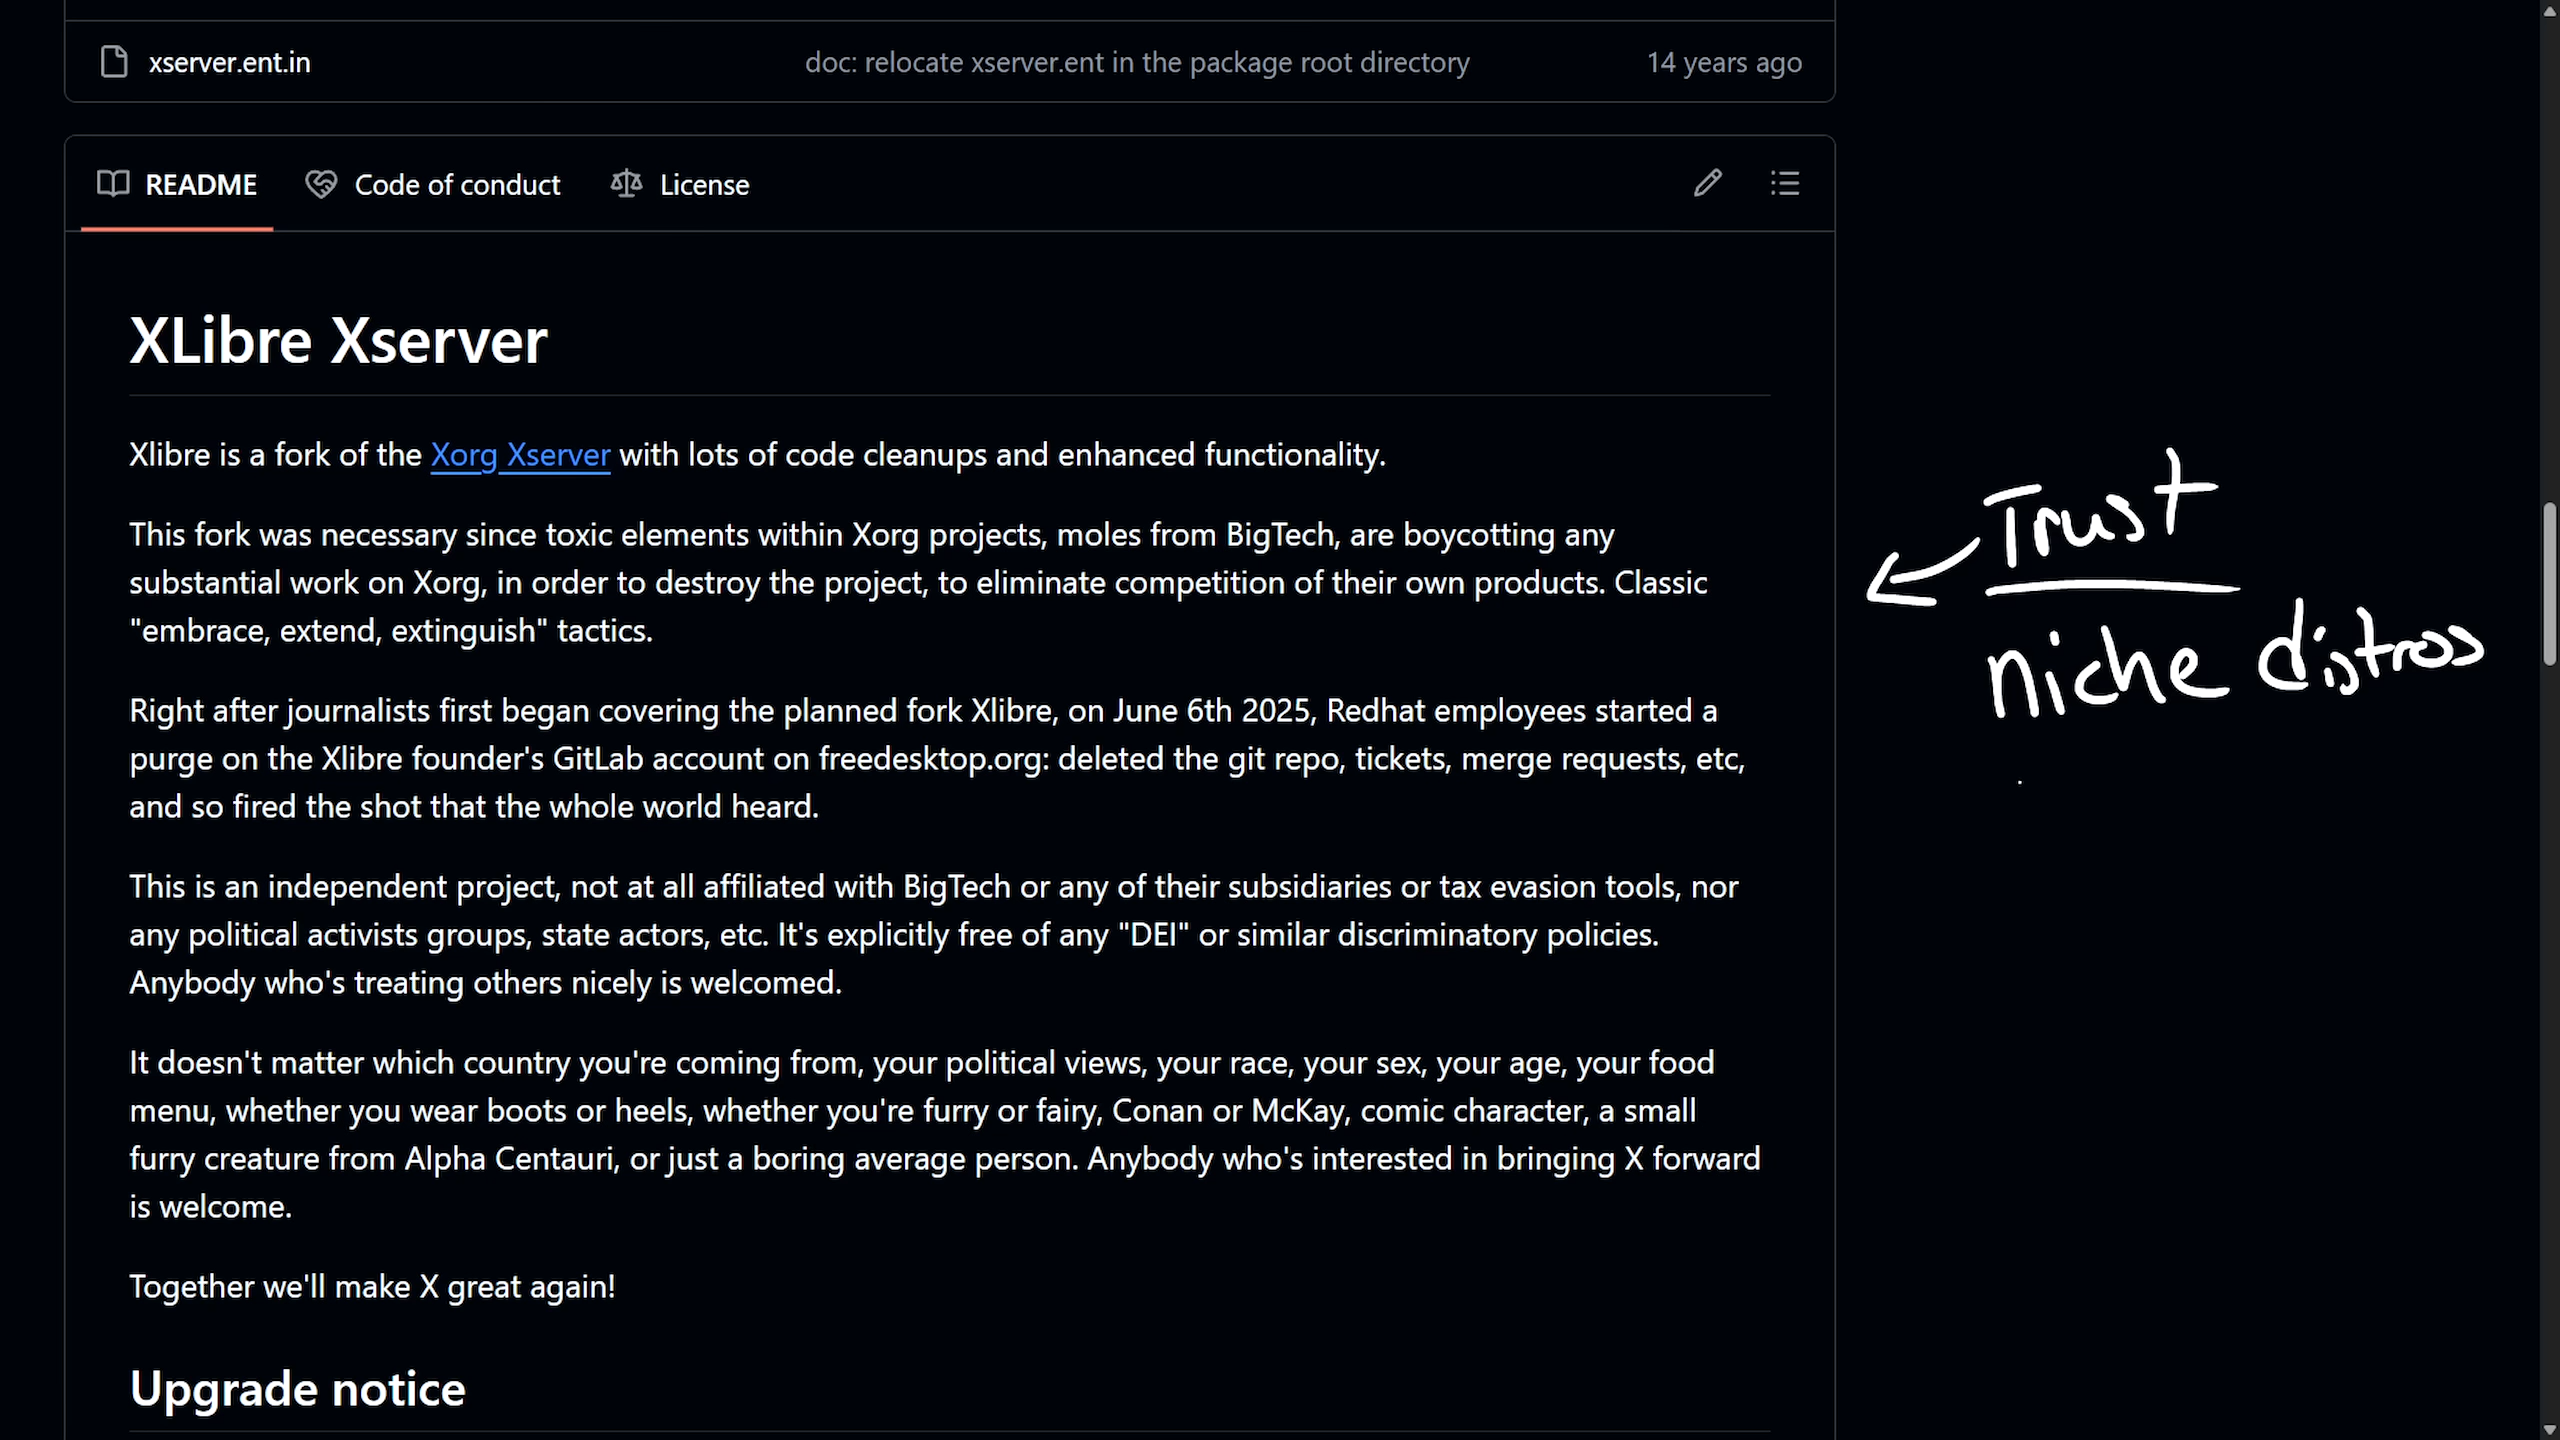 xserver.ent.in doc: relocate xserver.ent in the package root directory 14 years ago
README Code of conduct License
XLibre Xserver
Xlibre is a fork of the Xorg Xserver with lots of code cleanups and enhanced functionality.
This fork was necessary since toxic elements within Xorg projects, moles from BigTech, are boycotting any
substantial work on Xorg, in order to destroy the project, to eliminate competition of their own products. Classic
"embrace, extend, extinguish" tactics.
Right after journalists first began covering the planned fork Xlibre, on June 6th 2025, Redhat employees started a
purge on the Xlibre founder's GitLab account on freedesktop.org: deleted the git repo, tickets, merge requests, etc,
and so fired the shot that the whole world heard.
This is an independent project, not at all affiliated with BigTech or any of their subsidiaries or tax evasion tools, nor
any political activists groups, state actors, etc. It's explicitly free of any "DEI" or similar discriminatory policies.
Anybody who's treating others nicely is welcomed.
It doesn't matter which country you're coming from, your political views, your race, your sex, your age, your food
menu, whether you wear boots or heels, whether you're furry or fairy, Conan or McKay, comic character, a small
furry creature from Alpha Centauri, or just a boring average person. Anybody who's interested in bringing X forward
is welcome.
Together we'll make X great again!
Upgrade notice
Trust
niche distros